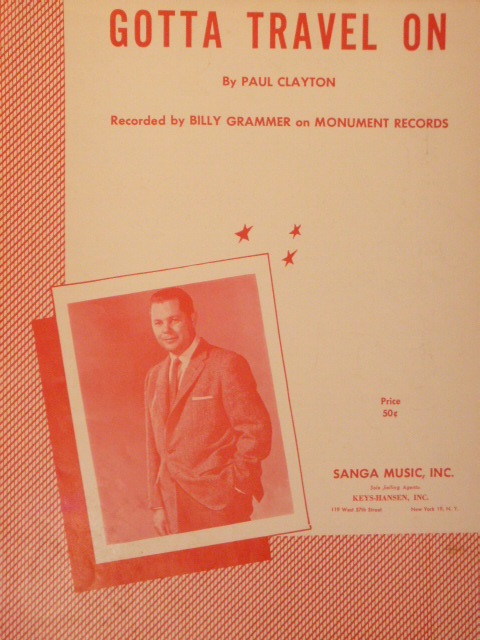 GOTTA TRAVEL ON
By PAUL CLAYTON
Recorded by BILLY GRAMMER on MONUMENT RECORDS
Price
50¢
SANGA MUSIC, INC.
Sole Selling Agents:
KEYS-HANSEN, INC.
119 West 57th Street New York 19, N. Y.